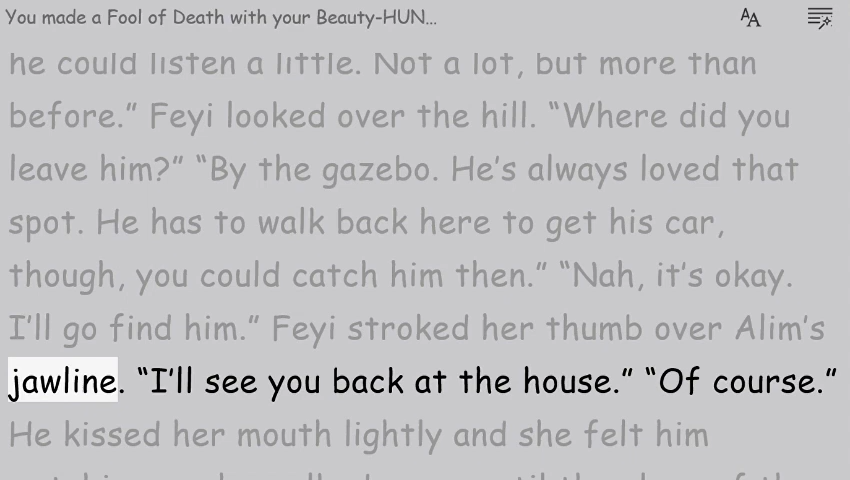 You made a Fool of Death with your Beauty-HUN...
AA
he could listen a little. Not a lot, but more than
before.” Feyi looked over the hill. “Where did you
leave him?” “By the gazebo. He’s always loved that
spot. He has to walk back here to get his car,
though, you could catch him then.” “Nah, it’s okay.
I’ll go find him.” Feyi stroked her thumb over Alim’s
jawline. “I’ll see you back at the house.” “Of course.”
He kissed her mouth lightly and she felt him